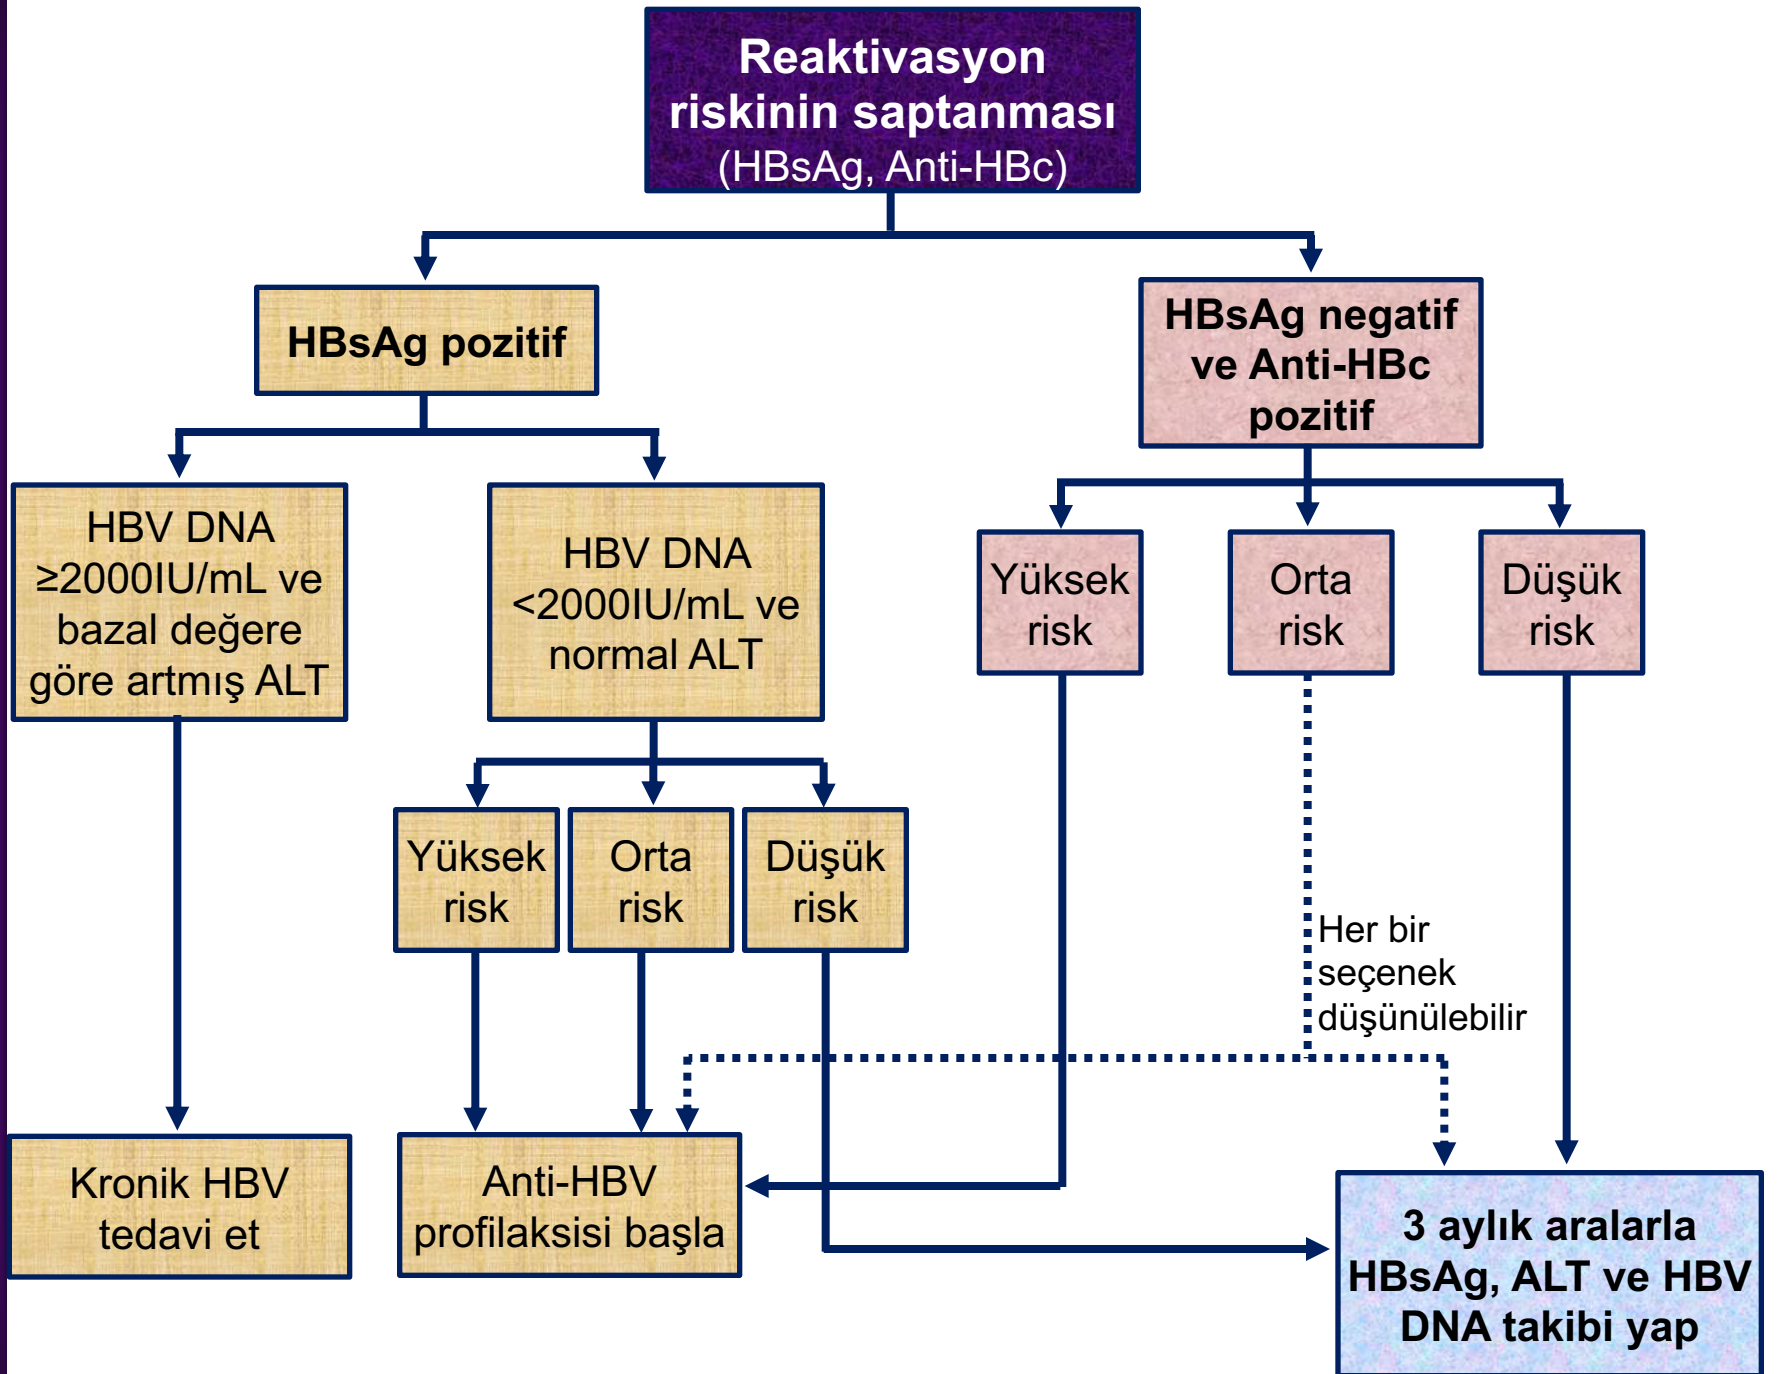 Reaktivasyon
riskinin saptanması
(HBsAg, Anti-HBc)
HBsAg pozitif
HBsAg negatif
ve Anti-HBc
pozitif
HBV DNA
≥2000IU/mL ve
bazal değere
göre artmış ALT
HBV DNA
<2000IU/mL ve
normal ALT
Yüksek
risk
Orta
risk
Düşük
risk
Yüksek
risk
Orta
risk
Düşük
risk
Her bir
seçenek
düşünülebilir
Kronik HBV
tedavi et
Anti-HBV
profilaksisi başla
3 aylık aralarla
HBsAg, ALT ve HBV
DNA takibi yap